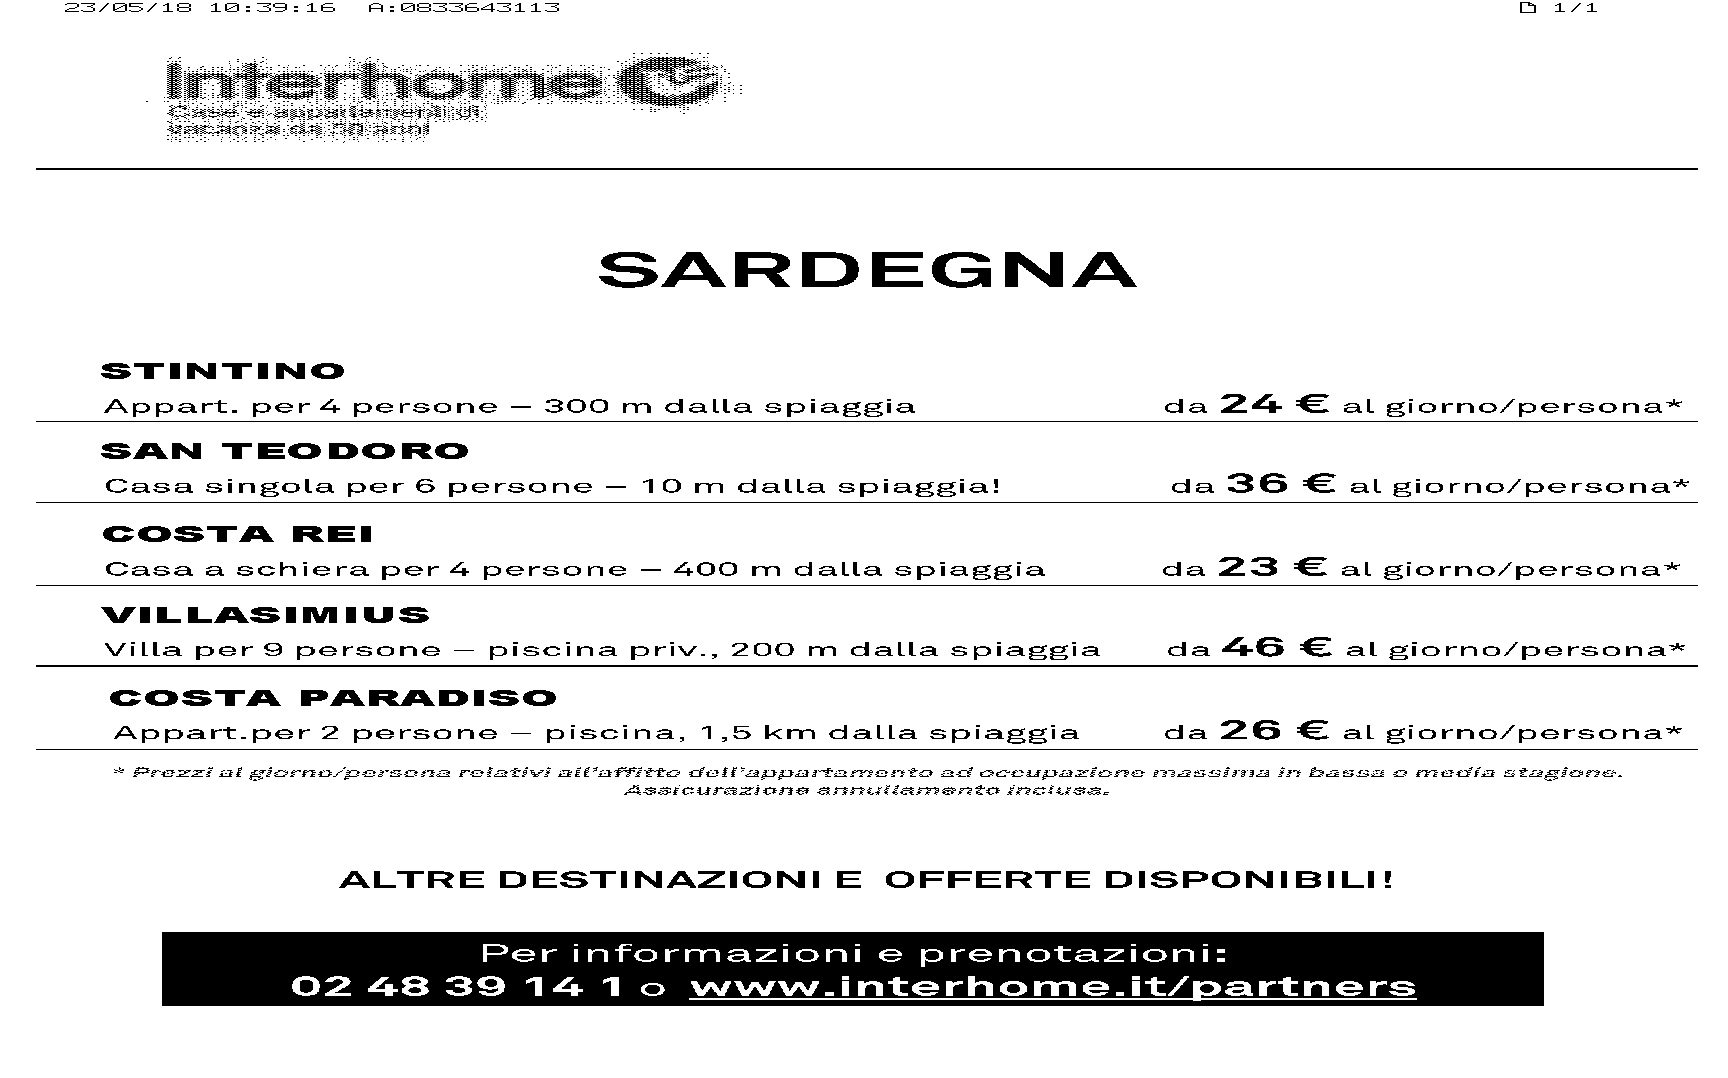 23/05/18 10:39:16 A:0833643113 1/1
Interhome
Case e appartamenti di
vacanza da 50 anni
SARDEGNA
STINTINO
Appart. per 4 persone – 300 m dalla spiaggia da 24 € al giorno/persona*
SAN TEODORO
Casa singola per 6 persone – 10 m dalla spiaggia! da 36 € al giorno/persona*
COSTA REI
Casa a schiera per 4 persone – 400 m dalla spiaggia da 23 € al giorno/persona*
VILLASIMIUS
Villa per 9 persone – piscina priv., 200 m dalla spiaggia da 46 € al giorno/persona*
COSTA PARADISO
Appart.per 2 persone – piscina, 1,5 km dalla spiaggia da 26 € al giorno/persona*
* Prezzi al giorno/persona relativi all'affitto dell'appartamento ad occupazione massima in bassa o media stagione.
Assicurazione annullamento inclusa.
ALTRE DESTINAZIONI E OFFERTE DISPONIBILI!
Per informazioni e prenotazioni:
02 48 39 14 1 o www.interhome.it/partners